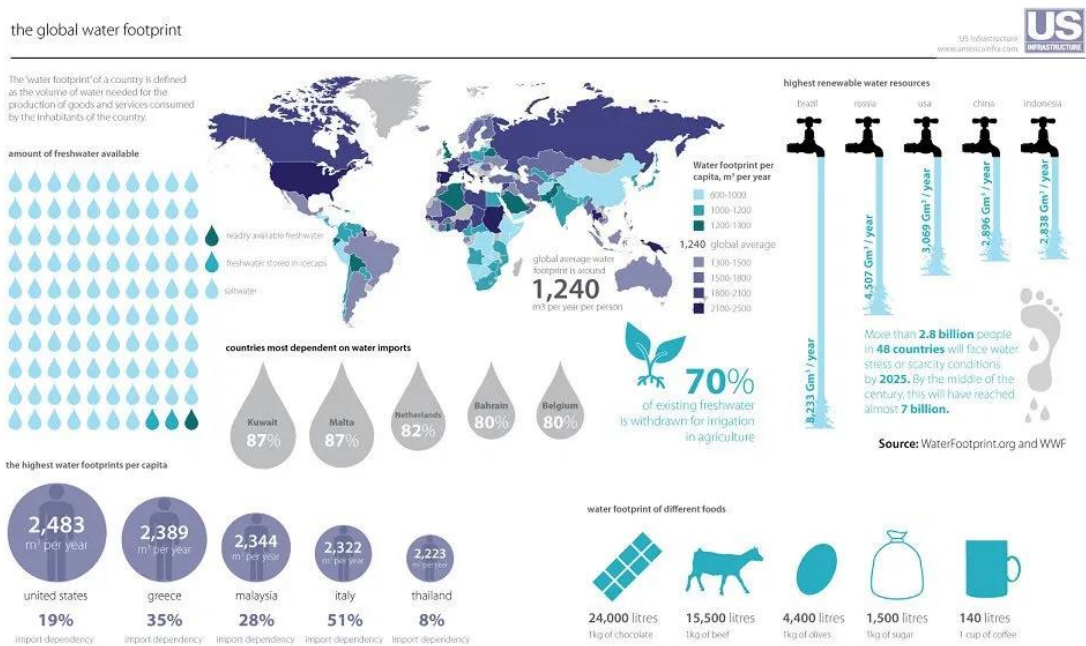 the global water footprint
US Infrastructure
www.americainfra.com
US
INFRASTRUCTURE
The 'water footprint' of a country is defined
as the volume of water needed for the
production of goods and services consumed
by the inhabitants of the country.
amount of freshwater available
readily available freshwater
freshwater stored in icecaps
saltwater
Water footprint per
capita, m³ per year
600-1000
1000-1200
1200-1300
1,240 global average
1300-1500
1500-1800
1800-2100
2100-2500
global average water
footprint is around
1,240
m3 per year per person
highest renewable water resources
brazil
russia
usa
china
indonesia
8,233 Gm³ / year
4,507 Gm³ / year
3,069 Gm³ / year
2,896 Gm³ / year
2,838 Gm³ / year
countries most dependent on water imports
Kuwait
87%
Malta
87%
Netherlands
82%
Bahrain
80%
Belgium
80%
70%
of existing freshwater
is withdrawn for irrigation
in agriculture
More than 2.8 billion people
in 48 countries will face water
stress or scarcity conditions
by 2025. By the middle of the
century, this will have reached
almost 7 billion.
Source: WaterFootprint.org and WWF
the highest water footprints per capita
2,483
m³ per year
united states
19%
import dependency
2,389
m³ per year
greece
35%
import dependency
2,344
m³ per year
malaysia
28%
import dependency
2,322
m³ per year
italy
51%
import dependency
2,223
m³ per year
thailand
8%
import dependency
water footprint of different foods
24,000 litres
1kg of chocolate
15,500 litres
1kg of beef
4,400 litres
1kg of olives
1,500 litres
1kg of sugar
140 litres
1 cup of coffee